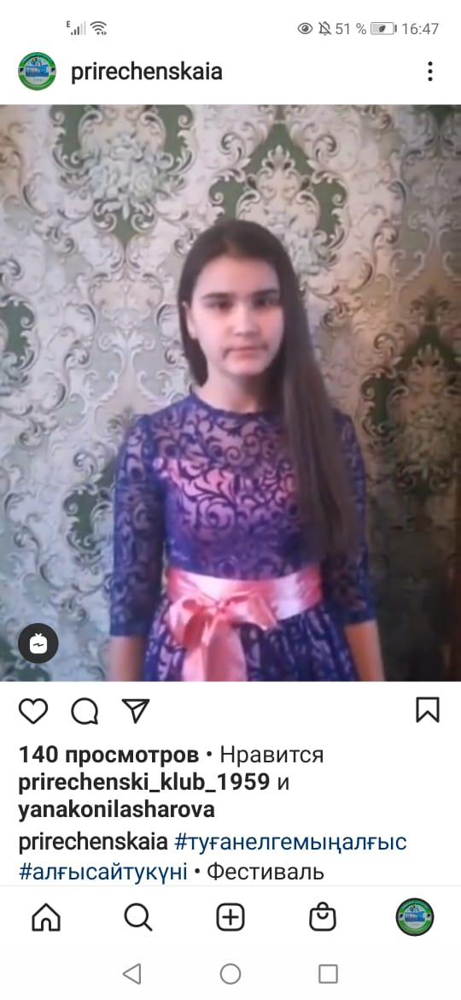 E 51 % 16:47
prirechenskaia
140 просмотров • Нравится
prirechenski_klub_1959 и
yanakonilasharova
prirechenskaia #туғанелгемыңалғыс
#алғысайтукүні • Фестиваль